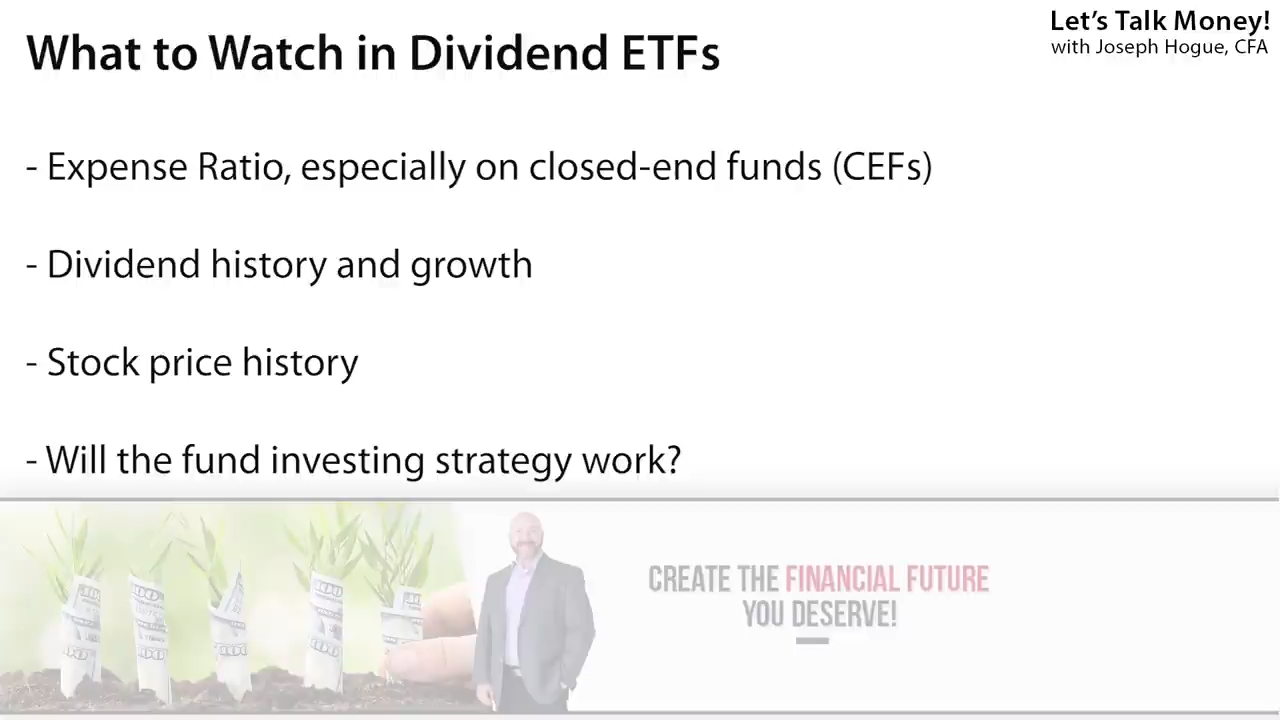 What to Watch in Dividend ETFs
Let's Talk Money!
with Joseph Hogue, CFA
- Expense Ratio, especially on closed-end funds (CEFs)
- Dividend history and growth
- Stock price history
- Will the fund investing strategy work?
CREATE THE FINANCIAL FUTURE
YOU DESERVE!